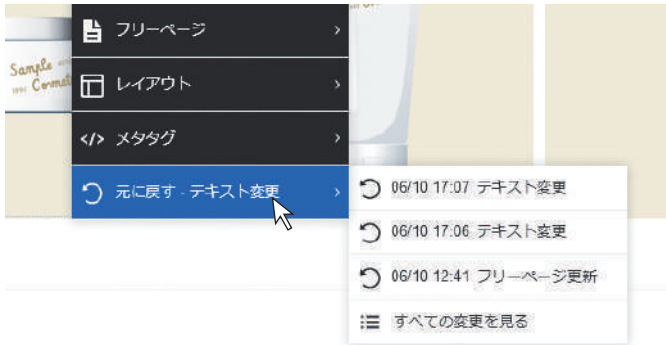 フリーページ
Sample
Cosmet
レイアウト
</> メタタグ
元に戻す - テキスト変更
06/10 17:07 テキスト変更
06/10 17:06 テキスト変更
06/10 12:41 フリーページ更新
すべての変更を見る